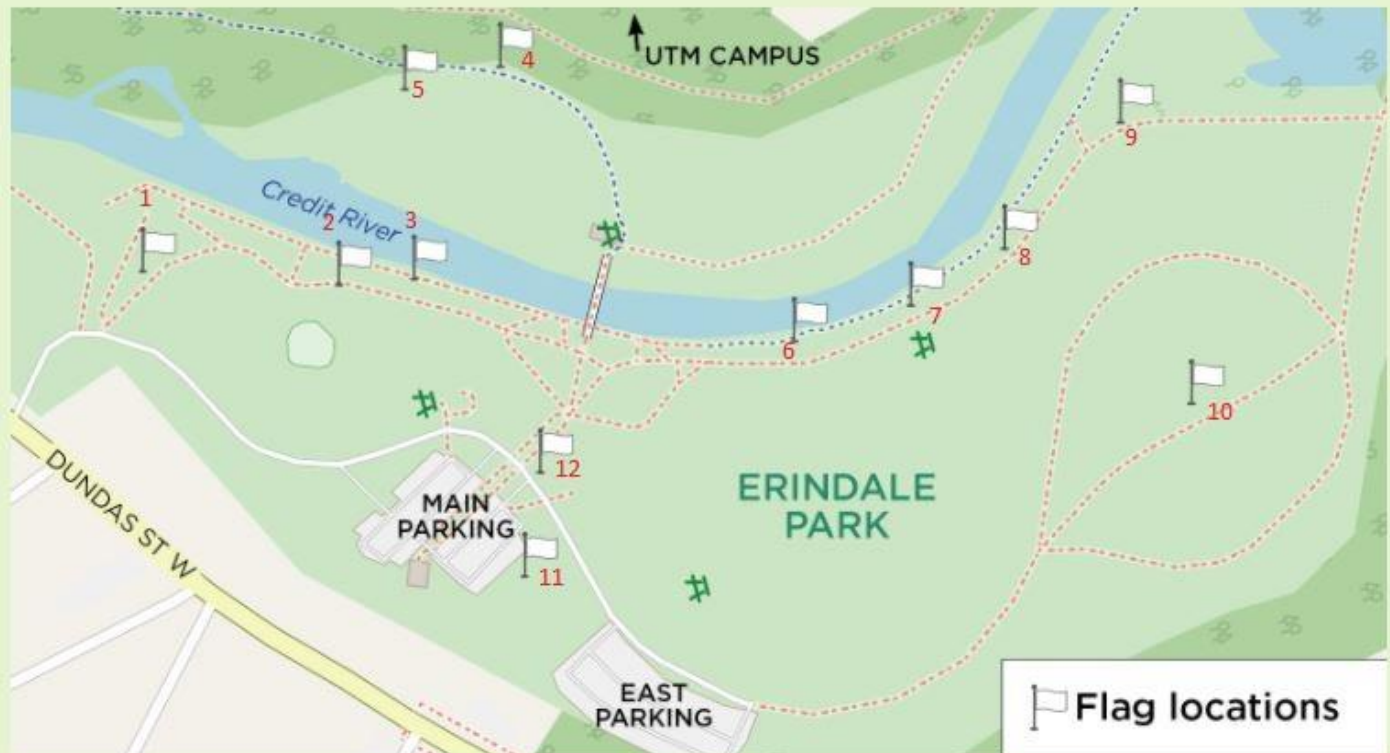 4
UTM CAMPUS
5
9
1
Credit River
2
3
8
7
6
10
12
ERINDALE
PARK
DUNDAS ST W
MAIN
PARKING
11
EAST
PARKING
Flag locations